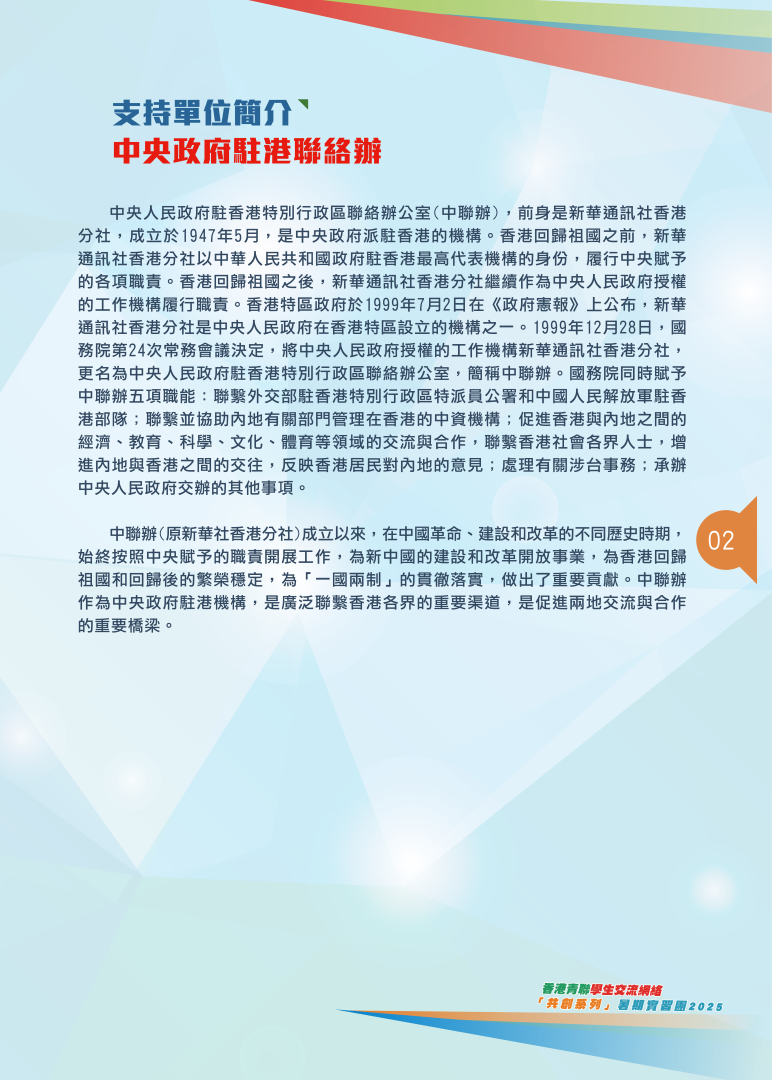 支持單位簡介
中央政府駐港聯絡辦
中央人民政府駐香港特別行政區聯絡辦公室(中聯辦)，前身是新華通訊社香港
分社，成立於1947年5月，是中央政府派駐香港的機構。香港回歸祖國之前，新華
通訊社香港分社以中華人民共和國政府駐香港最高代表機構的身份，履行中央賦予
的各項職責。香港回歸祖國之後，新華通訊社香港分社繼續作為中央人民政府授權
的工作機構履行職責。香港特區政府於1999年7月2日在《政府憲報》上公布，新華
通訊社香港分社是中央人民政府在香港特區設立的機構之一。1999年12月28日，國
務院第24次常務會議決定，將中央人民政府授權的工作機構新華通訊社香港分社，
更名為中央人民政府駐香港特別行政區聯絡辦公室，簡稱中聯辦。國務院同時賦予
中聯辦五項職能：聯繫外交部駐香港特別行政區特派員公署和中國人民解放軍駐香
港部隊；聯繫並協助內地有關部門管理在香港的中資機構；促進香港與內地之間的
經濟、教育、科學、文化、體育等領域的交流與合作，聯繫香港社會各界人士，增
進內地與香港之間的交往，反映香港居民對內地的意見；處理有關涉台事務；承辦
中央人民政府交辦的其他事項。
中聯辦(原新華社香港分社)成立以來，在中國革命、建設和改革的不同歷史時期，
始終按照中央賦予的職責開展工作，為新中國的建設和改革開放事業，為香港回歸
祖國和回歸後的繁榮穩定，為「一國兩制」的貫徹落實，做出了重要貢獻。中聯辦
作為中央政府駐港機構，是廣泛聯繫香港各界的重要渠道，是促進兩地交流與合作
的重要橋梁。
02
香港青聯學生交流網絡
「共創系列」暑期實習團2025